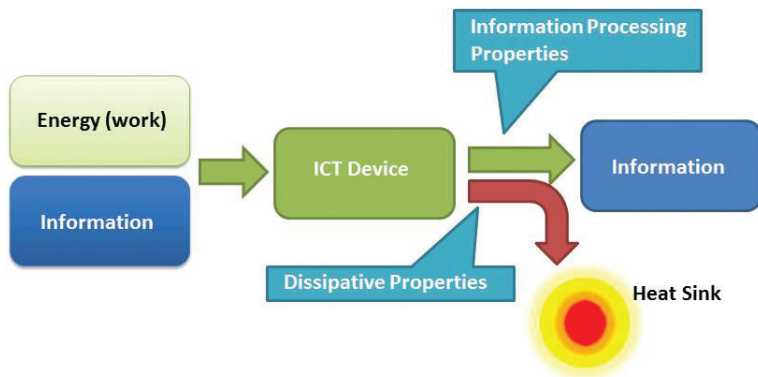 Information Processing
Properties
Energy (work)
ICT Device
Information
Information
Dissipative Properties
Heat Sink